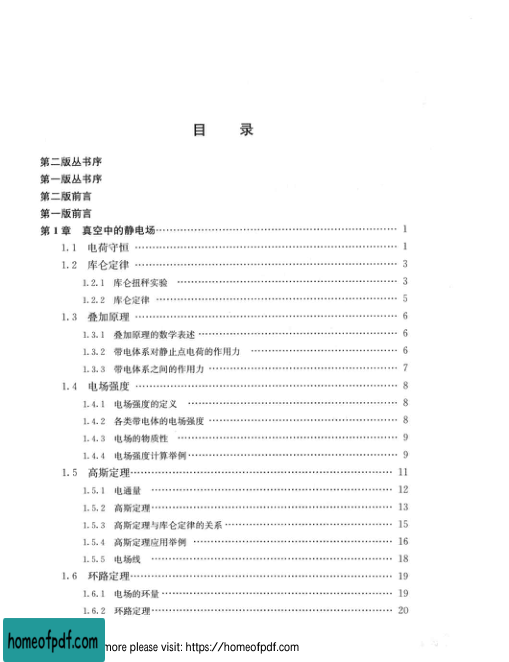 目 录
第二版丛书序
第一版丛书序
第二版前言
第一版前言
第1章 真空中的静电场 1
1.1 电荷守恒 1
1.2 库仑定律 3
1.2.1 库仑扭秤实验 3
1.2.2 库仑定律 5
1.3 叠加原理 6
1.3.1 叠加原理的数学表述 6
1.3.2 带电体系对静止点电荷的作用力 6
1.3.3 带电体系之间的作用力 7
1.4 电场强度 8
1.4.1 电场强度的定义 8
1.4.2 各类带电体的电场强度 8
1.4.3 电场的物质性 9
1.4.4 电场强度计算举例 9
1.5 高斯定理 11
1.5.1 电通量 12
1.5.2 高斯定理 13
1.5.3 高斯定理与库仑定律的关系 15
1.5.4 高斯定理应用举例 16
1.5.5 电场线 18
1.6 环路定理 19
1.6.1 电场的环量 19
1.6.2 环路定理 20
homeofpdf.com more please visit: https://homeofpdf.com